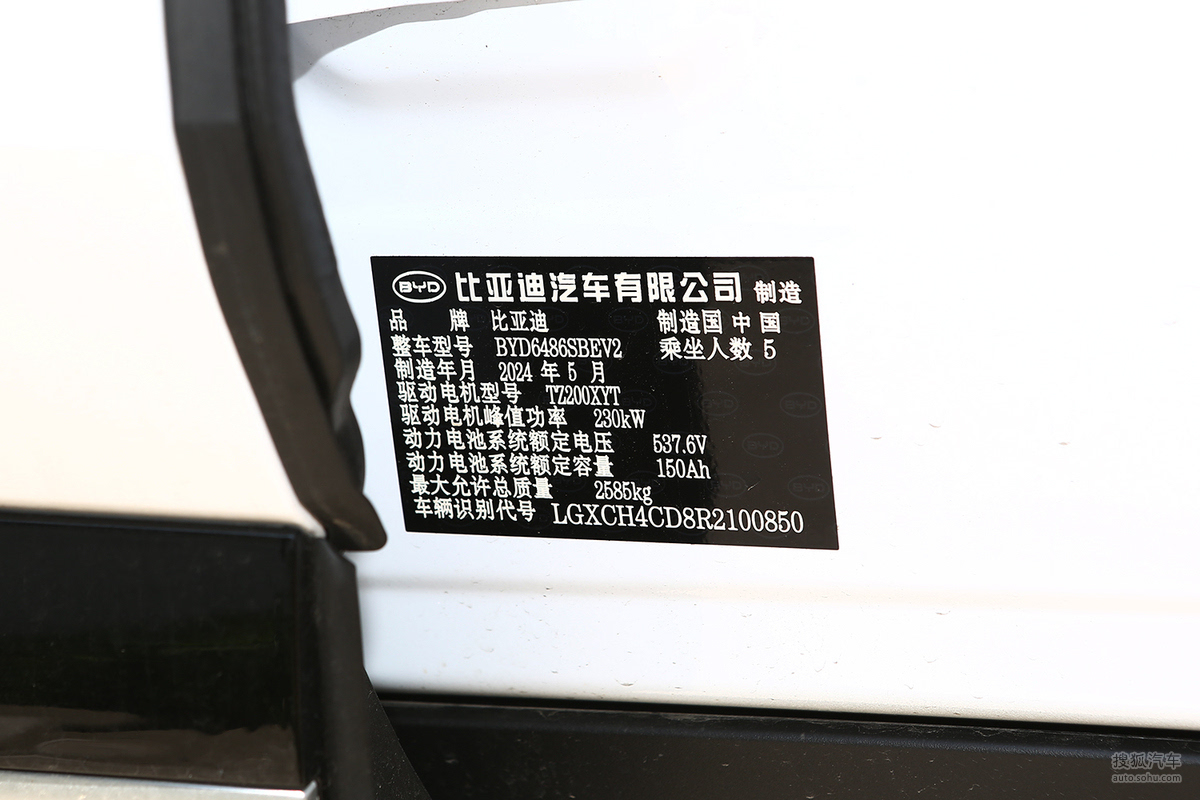 BYD 比亚迪汽车有限公司 制造
品 牌 比亚迪 制造国 中国
整车型号 BYD6486SBEV2 乘坐人数 5
制造年月 2024 年 5 月
驱动电机型号 TZ200XYT
驱动电机峰值功率 230kW
动力电池系统额定电压 537.6V
动力电池系统额定容量 150Ah
最大允许总质量 2585kg
车辆识别代号 LGXCH4CD8R2100850
搜狐汽车
auto.sohu.com